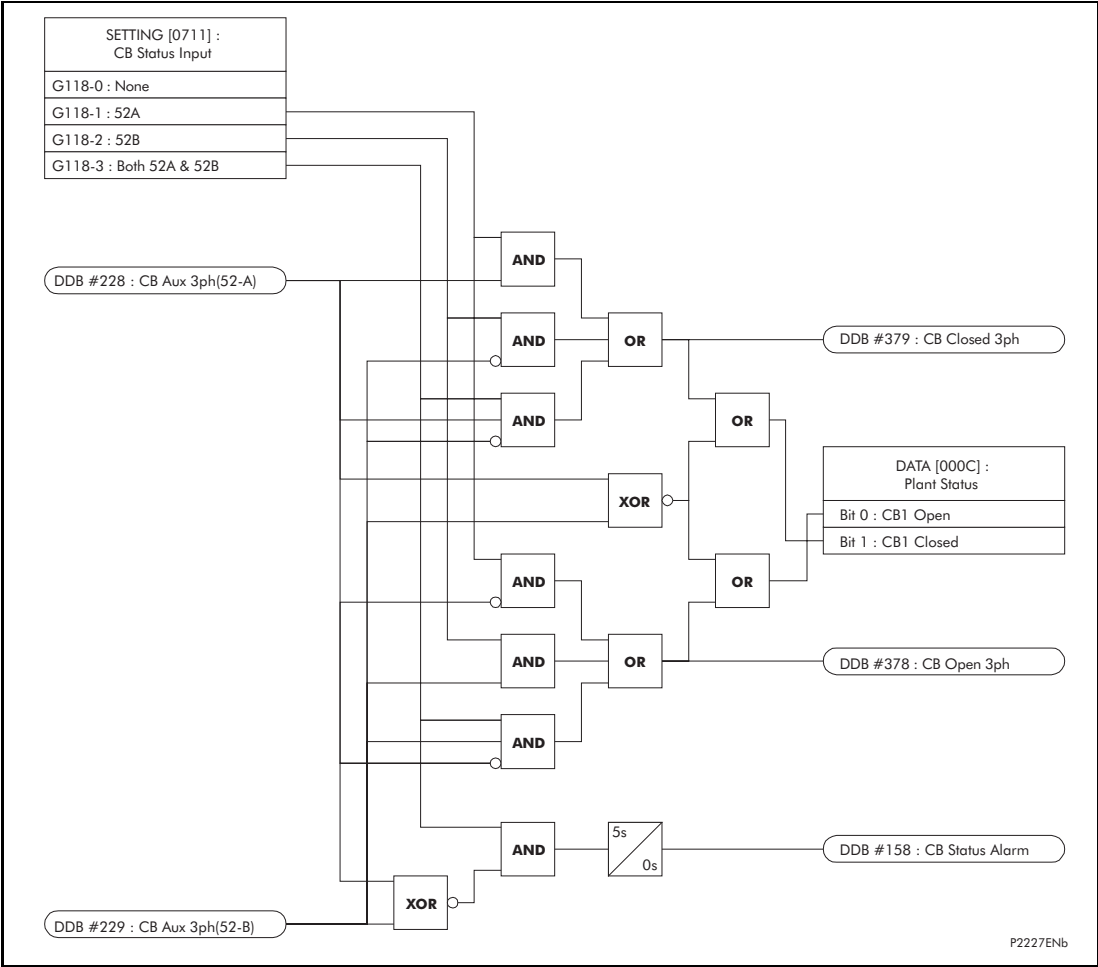 SETTING [0711] :
CB Status Input
G118-0 : None
G118-1 : 52A
G118-2 : 52B
G118-3 : Both 52A & 52B
AND
DDB #228 : CB Aux 3ph(52-A)
AND
OR
DDB #379 : CB Closed 3ph
AND
OR
DATA [000C] :
Plant Status
XOR
Bit 0 : CB1 Open
Bit 1 : CB1 Closed
AND
OR
AND
OR
DDB #378 : CB Open 3ph
AND
5s
0s
AND
DDB #158 : CB Status Alarm
XOR
DDB #229 : CB Aux 3ph(52-B)
P2227ENb